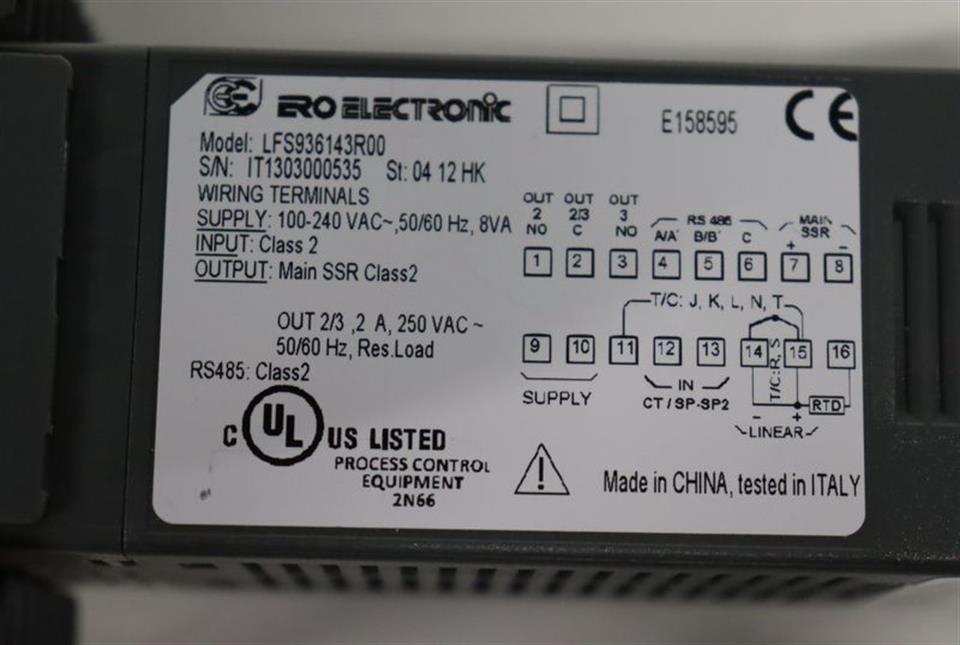 ERO ELECTRONIC
E158595
CE
Model: LFS936143R00
S/N: IT1303000535 St: 04 12 HK
WIRING TERMINALS
SUPPLY: 100-240 VAC~,50/60 Hz, 8VA
INPUT: Class 2
OUTPUT: Main SSR Class2
OUT 2/3 ,2 A, 250 VAC ~
50/60 Hz, Res.Load
RS485: Class2
OUT OUT OUT
2 2/3 3
NO C NO
RS 485
A/A' B/B' C
MAIN
SSR
+ -
1 2 3 4 5 6 7 8
T/C: J, K, L, N, T
9 10 11 12 13 14 15 16
T/C: R, S
SUPPLY
IN
CT / SP-SP2
RTD
- +
LINEAR
C UL US LISTED
PROCESS CONTROL
EQUIPMENT
2N66
Made in CHINA, tested in ITALY